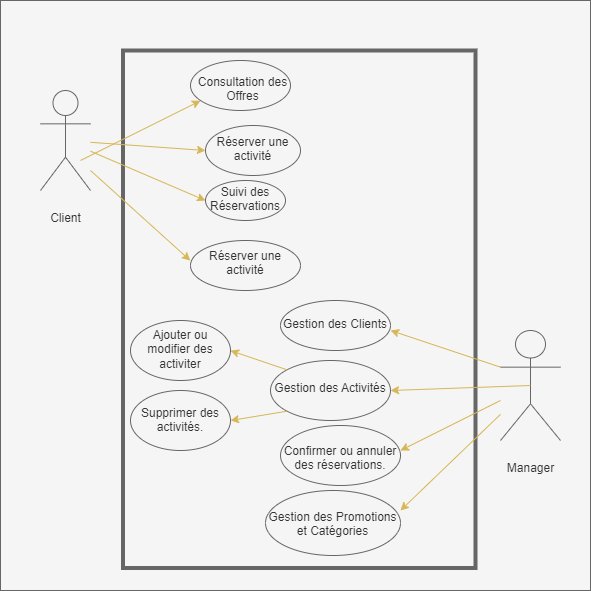 Consultation des
Offres
Réserver une
activité
Client
Suivi des
Réservations
Réserver une
activité
Gestion des Clients
Ajouter ou
modifier des
activiter
Gestion des Activités
Supprimer des
activités.
Confirmer ou annuler
des réservations.
Manager
Gestion des Promotions
et Catégories